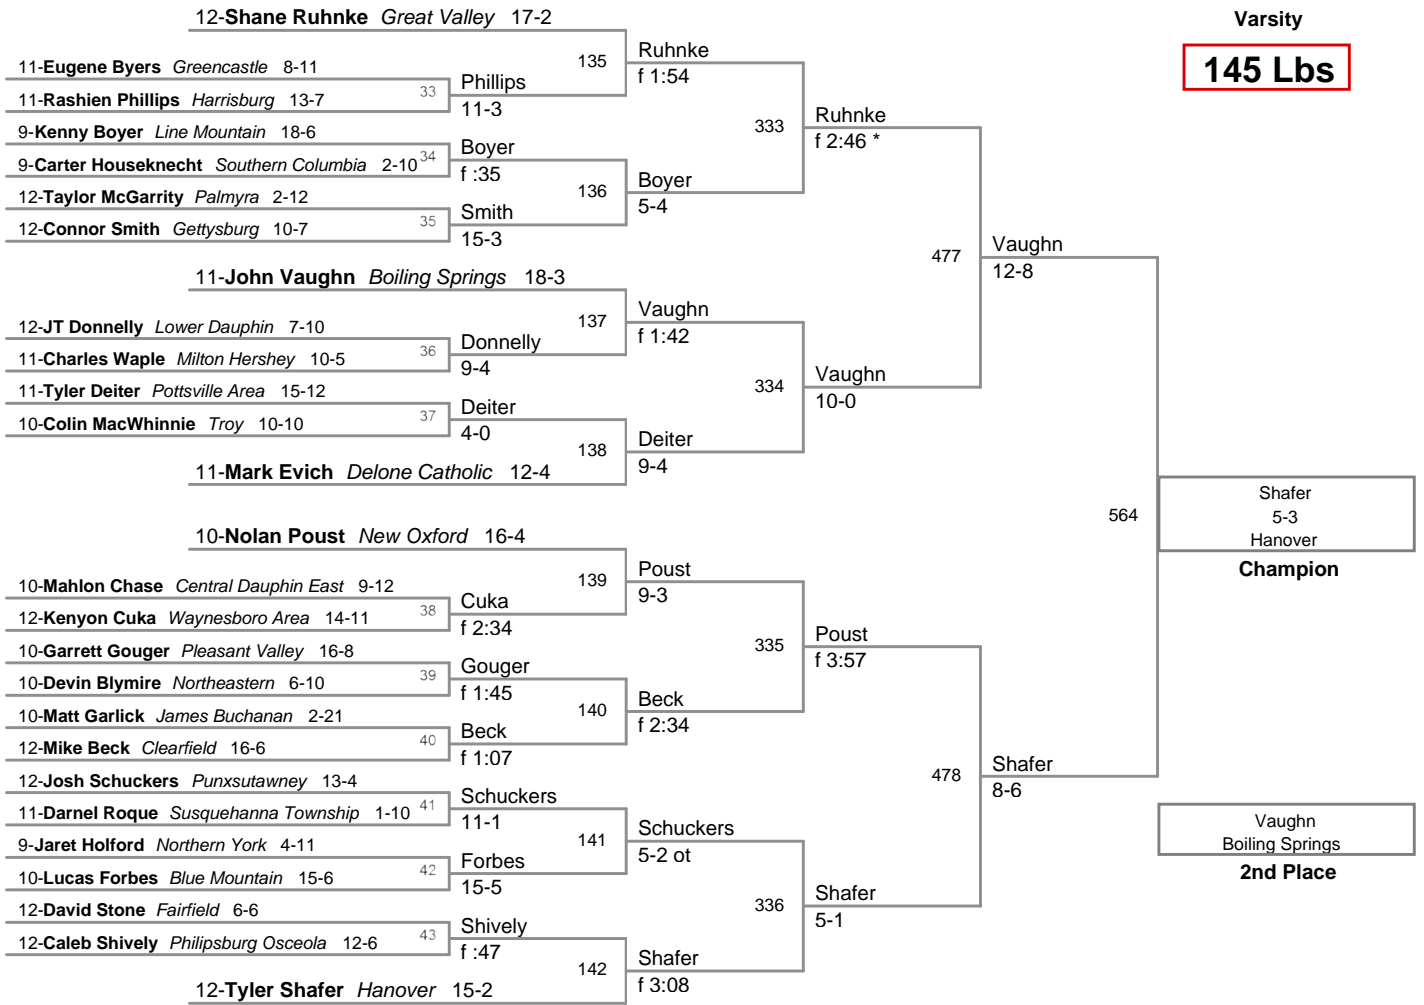 12-Shane Ruhnke Great Valley 17-2
Varsity
145 Lbs
11-Eugene Byers Greencastle 8-11
11-Rashien Phillips Harrisburg 13-7
9-Kenny Boyer Line Mountain 18-6
9-Carter Houseknecht Southern Columbia 2-10
12-Taylor McGarrity Palmyra 2-12
12-Connor Smith Gettysburg 10-7
11-John Vaughn Boiling Springs 18-3
12-JT Donnelly Lower Dauphin 7-10
11-Charles Waple Milton Hershey 10-5
11-Tyler Deiter Pottsville Area 15-12
10-Colin MacWhinnie Troy 10-10
11-Mark Evich Delone Catholic 12-4
10-Nolan Poust New Oxford 16-4
10-Mahlon Chase Central Dauphin East 9-12
12-Kenyon Cuka Waynesboro Area 14-11
10-Garrett Gouger Pleasant Valley 16-8
10-Devin Blymire Northeastern 6-10
10-Matt Garlick James Buchanan 2-21
12-Mike Beck Clearfield 16-6
12-Josh Schuckers Punxsutawney 13-4
11-Darnel Roque Susquehanna Township 1-10
9-Jaret Holford Northern York 4-11
10-Lucas Forbes Blue Mountain 15-6
12-David Stone Fairfield 6-6
12-Caleb Shively Philipsburg Osceola 12-6
12-Tyler Shafer Hanover 15-2
33
Phillips
11-3
34
Boyer
f :35
35
Smith
15-3
36
Donnelly
9-4
37
Deiter
4-0
38
Cuka
f 2:34
39
Gouger
f 1:45
40
Beck
f 1:07
41
Schuckers
11-1
42
Forbes
15-5
43
Shively
f :47
135
Ruhnke
f 1:54
136
Boyer
5-4
137
Vaughn
f 1:42
138
Deiter
9-4
139
Poust
9-3
140
Beck
f 2:34
141
Schuckers
5-2 ot
142
Shafer
f 3:08
333
Ruhnke
f 2:46 *
334
Vaughn
10-0
335
Poust
f 3:57
336
Shafer
5-1
477
Vaughn
12-8
478
Shafer
8-6
564
Shafer
5-3
Hanover
Champion
Vaughn
Boiling Springs
2nd Place